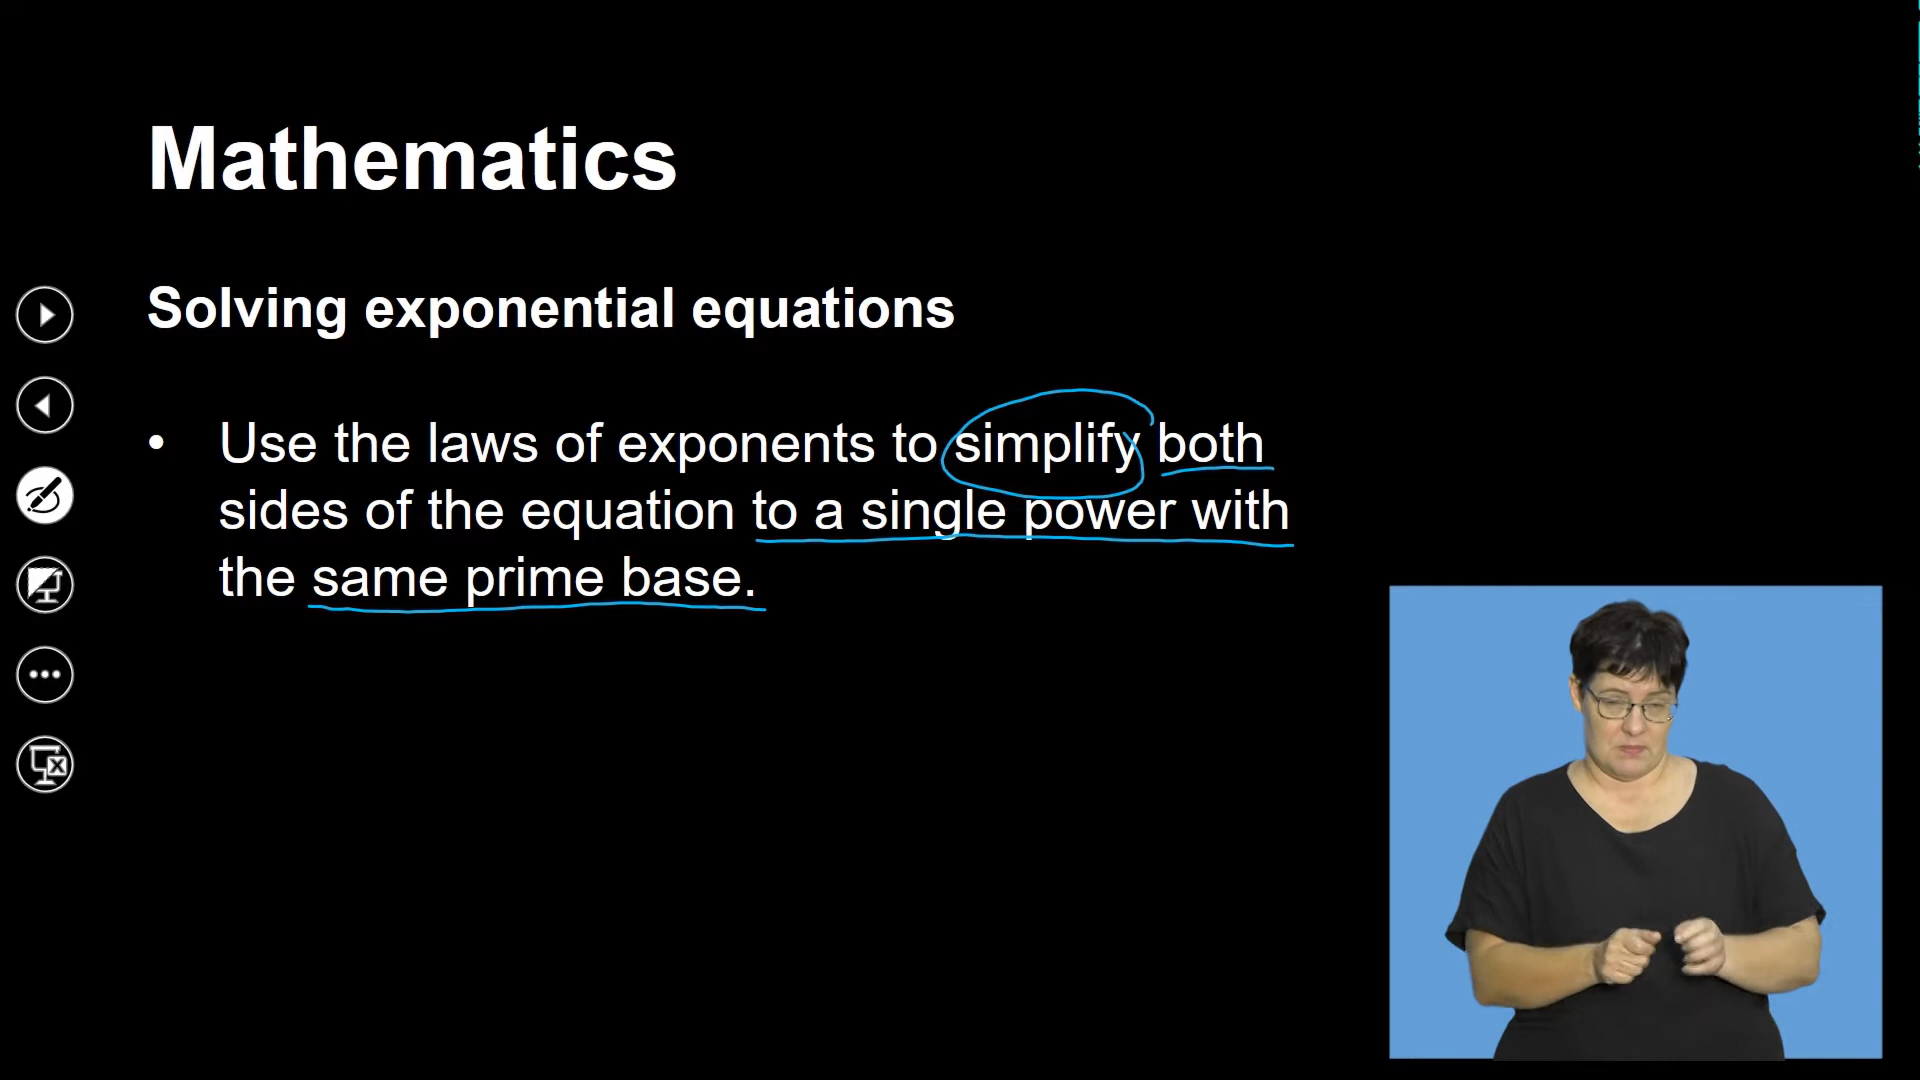 Mathematics
Solving exponential equations
• Use the laws of exponents to simplify both
sides of the equation to a single power with
the same prime base.